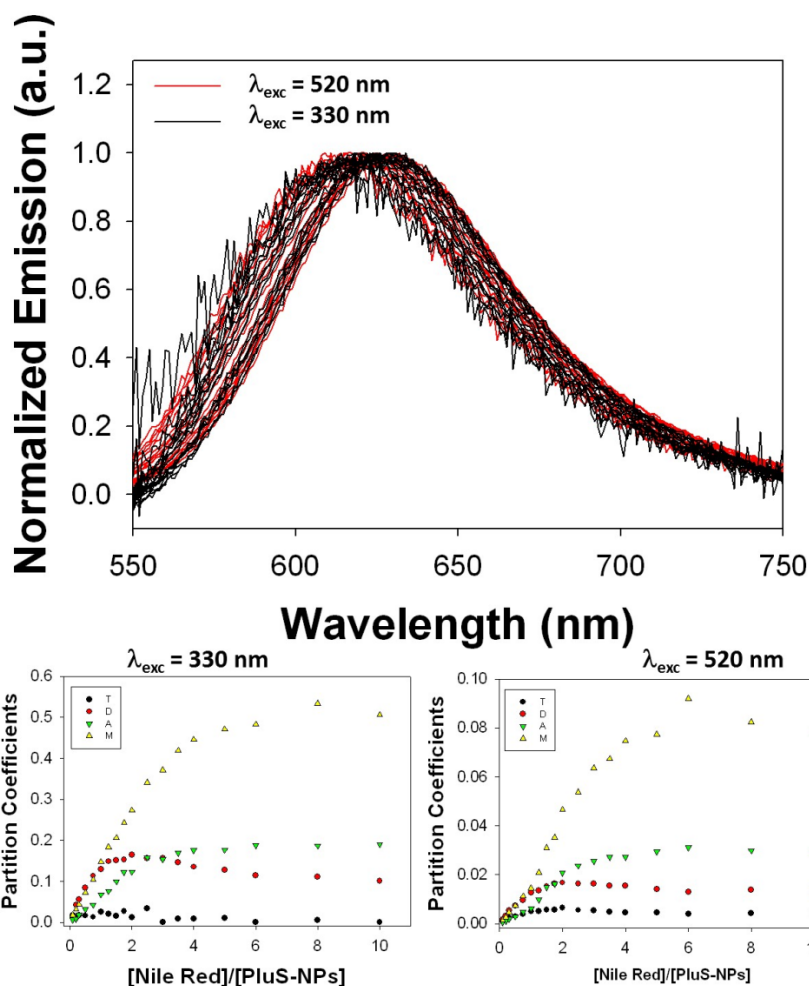 Normalized Emission (a.u.)
1.2
1.0
0.8
0.6
0.4
0.2
0.0
λexc = 520 nm
λexc = 330 nm
550 600 650 700 750
Wavelength (nm)
λexc = 330 nm
Partition Coefficients
0.6
0.5
0.4
0.3
0.2
0.1
0.0
T
D
A
M
0 2 4 6 8 10
[Nile Red]/[PluS-NPs]
λexc = 520 nm
Partition Coefficients
0.10
0.08
0.06
0.04
0.02
0.00
T
D
A
M
0 2 4 6 8
[Nile Red]/[PluS-NPs]